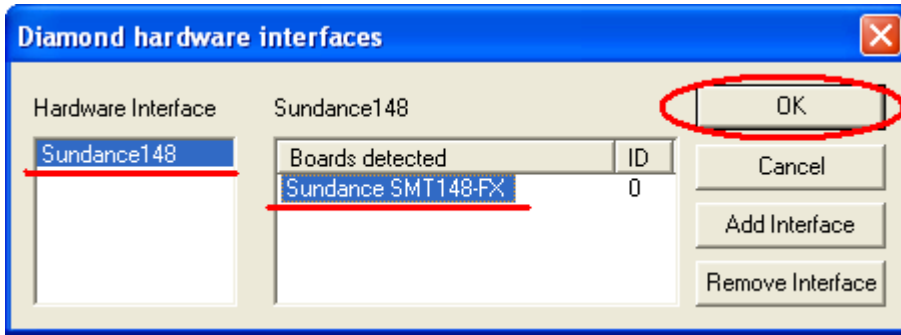 Diamond hardware interfaces
Hardware Interface
Sundance148
Sundance148
Boards detected ID
Sundance SMT148-FX 0
OK
Cancel
Add Interface
Remove Interface